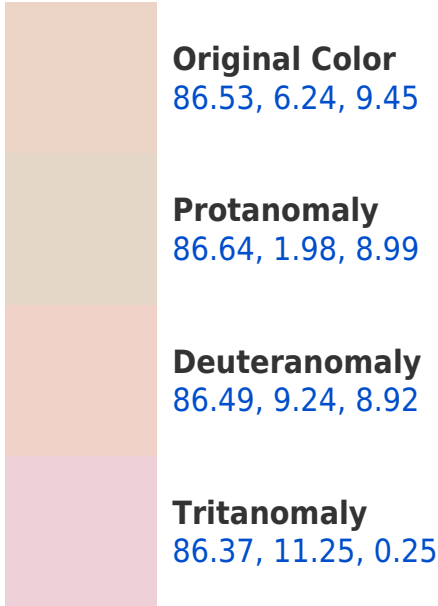 Original Color
86.53, 6.24, 9.45
Protanomaly
86.64, 1.98, 8.99
Deuteranomaly
86.49, 9.24, 8.92
Tritanomaly
86.37, 11.25, 0.25